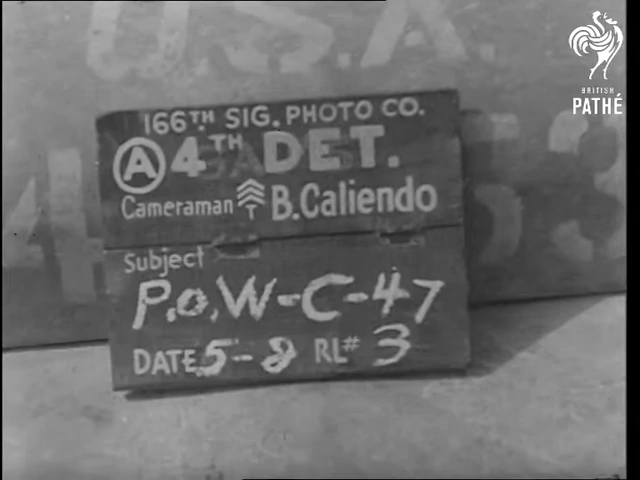 U.S.A.
BRITISH
PATHÉ
166TH SIG. PHOTO CO.
A 4TH DET.
Cameraman T B. Caliendo
Subject
P.O.W-C-47
DATE 5-8 RL# 3